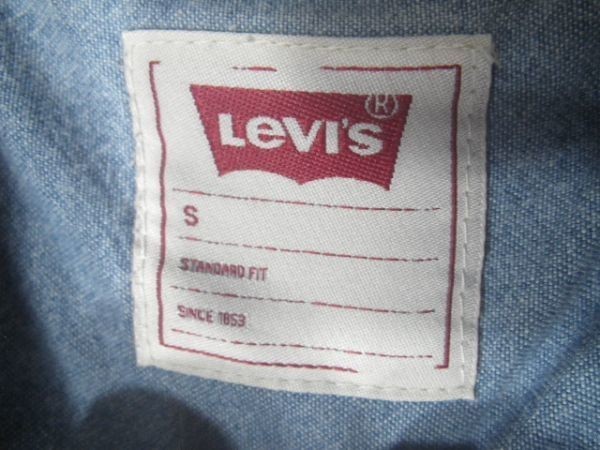 LEVI'S ®
S
STANDARD FIT
SINCE 1853